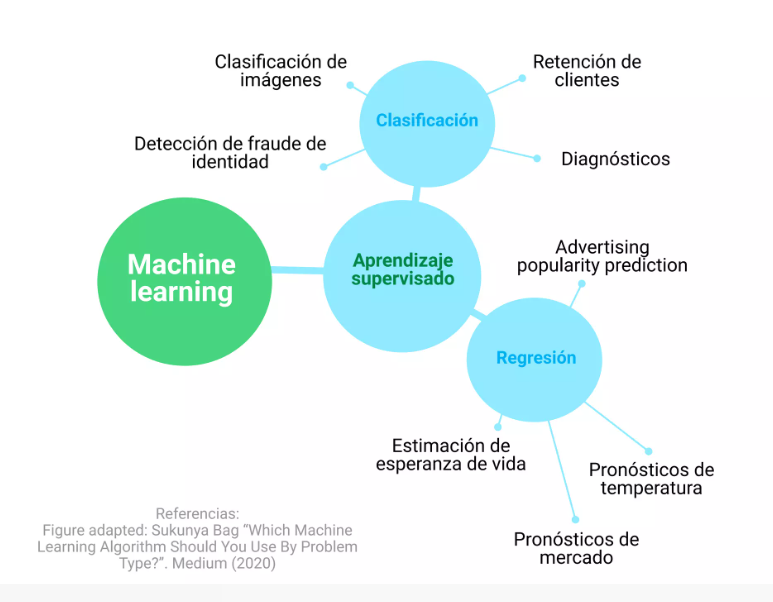 Clasificación de
imágenes
Retención de
clientes
Clasificación
Detección de fraude de
identidad
Diagnósticos
Machine
learning
Aprendizaje
supervisado
Advertising
popularity prediction
Regresión
Estimación de
esperanza de vida
Pronósticos de
temperatura
Pronósticos de
mercado
Referencias:
Figure adapted: Sukunya Bag “Which Machine
Learning Algorithm Should You Use By Problem
Type?”. Medium (2020)